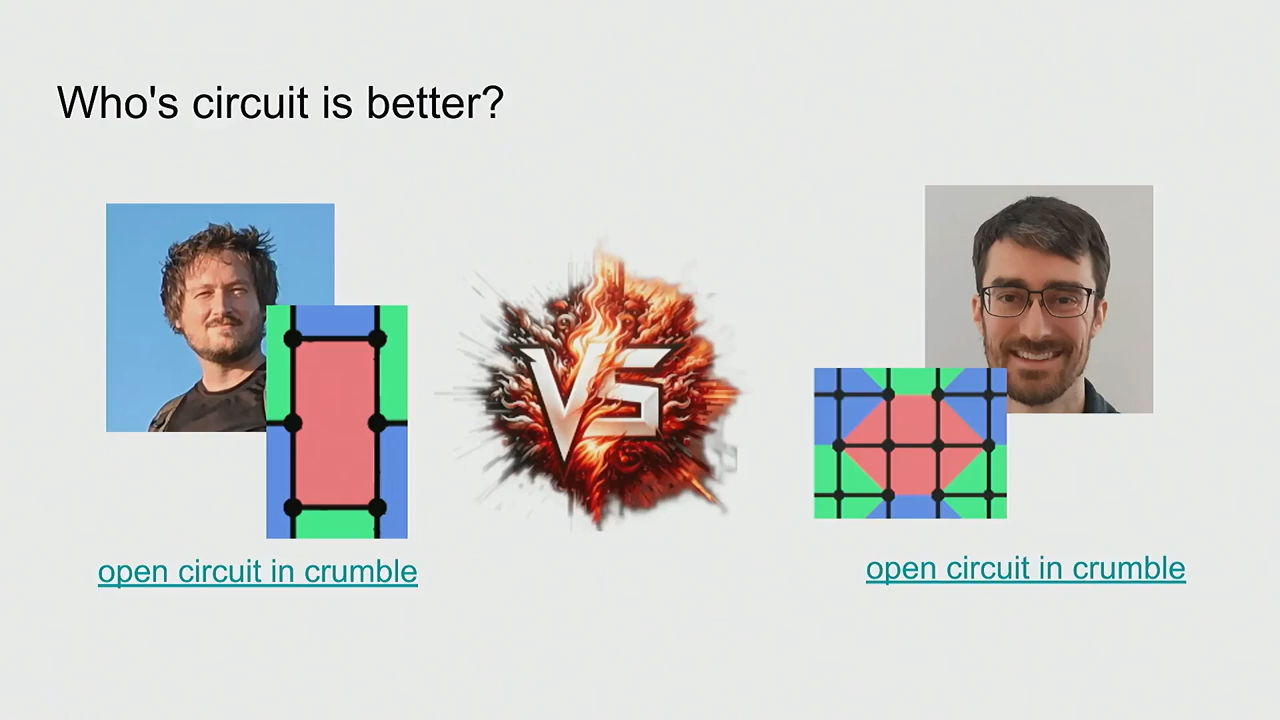 Who's circuit is better?
VS
open circuit in crumble
open circuit in crumble